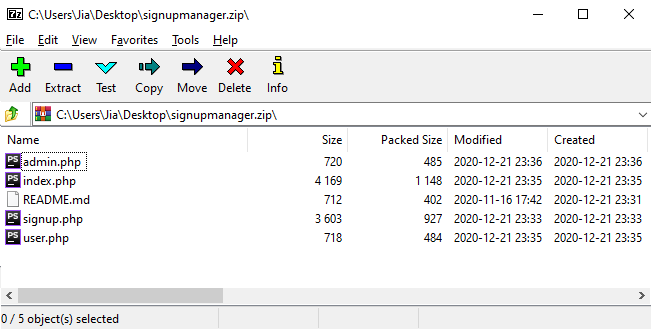 7z C:\Users\Jia\Desktop\signupmanager.zip\
File Edit View Favorites Tools Help
Add Extract Test Copy Move Delete Info
C:\Users\Jia\Desktop\signupmanager.zip\
Name Size Packed Size Modified Created
PS admin.php 720 485 2020-12-21 23:36 2020-12-21 23:36
PS index.php 4 169 1 148 2020-12-21 23:35 2020-12-21 23:35
README.md 712 402 2020-11-16 17:42 2020-12-21 23:31
PS signup.php 3 603 927 2020-12-21 23:33 2020-12-21 23:33
PS user.php 718 484 2020-12-21 23:35 2020-12-21 23:35
0 / 5 object(s) selected